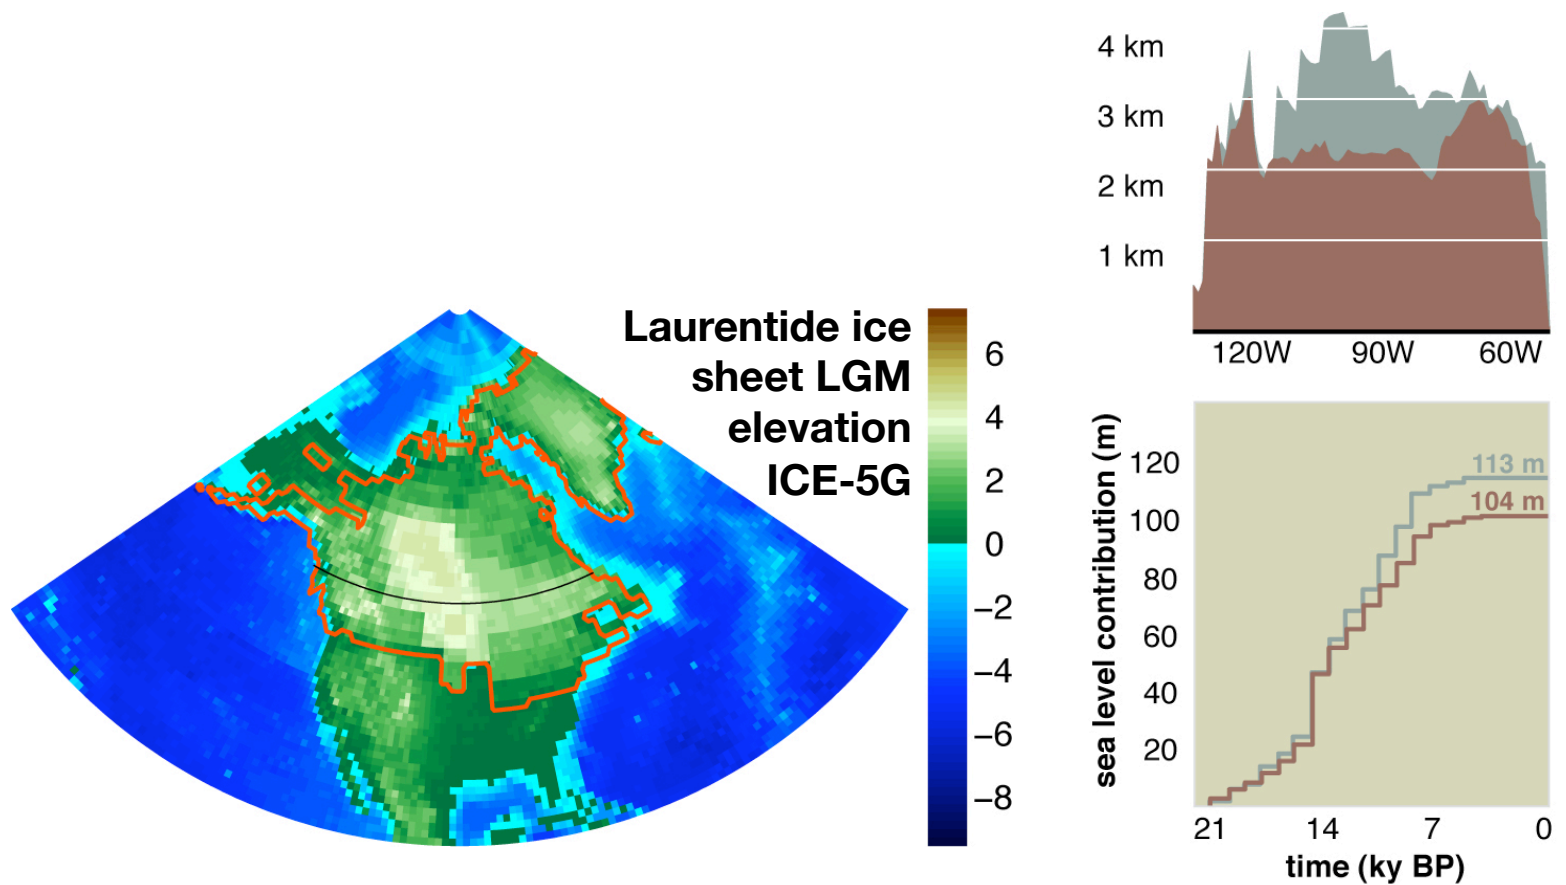 Laurentide ice
sheet LGM
elevation
ICE-5G
6
4
2
0
−2
−4
−6
−8
4 km
3 km
2 km
1 km
120W 90W 60W
sea level contribution (m)
120
100
80
60
40
20
113 m
104 m
21 14 7 0
time (ky BP)